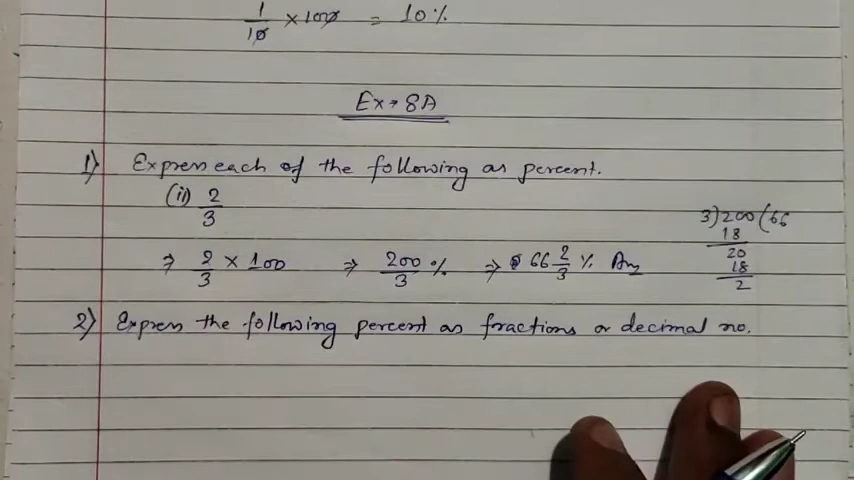 1/10 × 100 = 10%
Ex → 8A
1) Express each of the following as percent.
(ii) 2/3
⇒ 2/3 × 100 ⇒ 200/3 % ⇒ 66 2/3 % Ans
3)200(66
18
20
18
2
2) Express the following percent as fractions or decimal no.